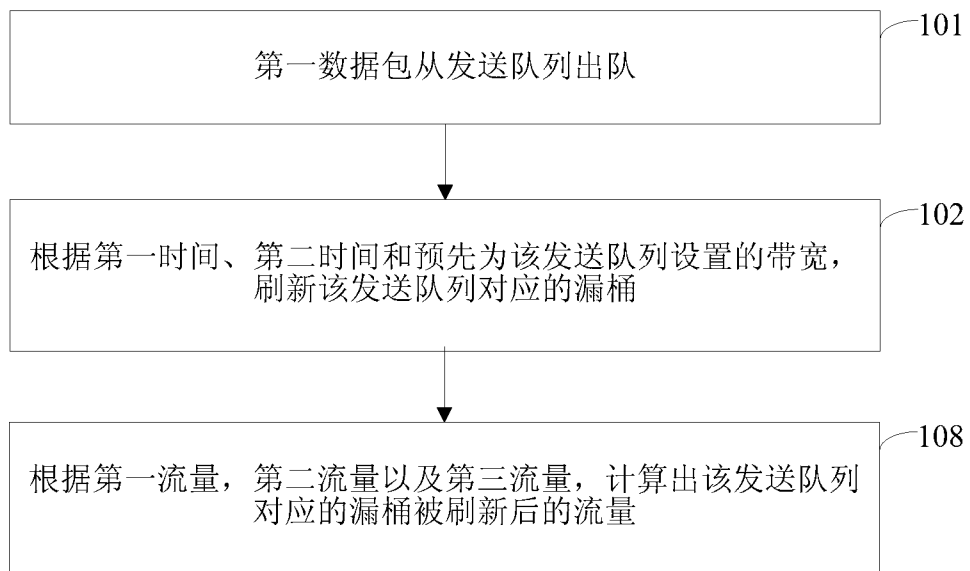 101
第一数据包从发送队列出队
102
根据第一时间、第二时间和预先为该发送队列设置的带宽，
刷新该发送队列对应的漏桶
108
根据第一流量，第二流量以及第三流量，计算出该发送队列
对应的漏桶被刷新后的流量